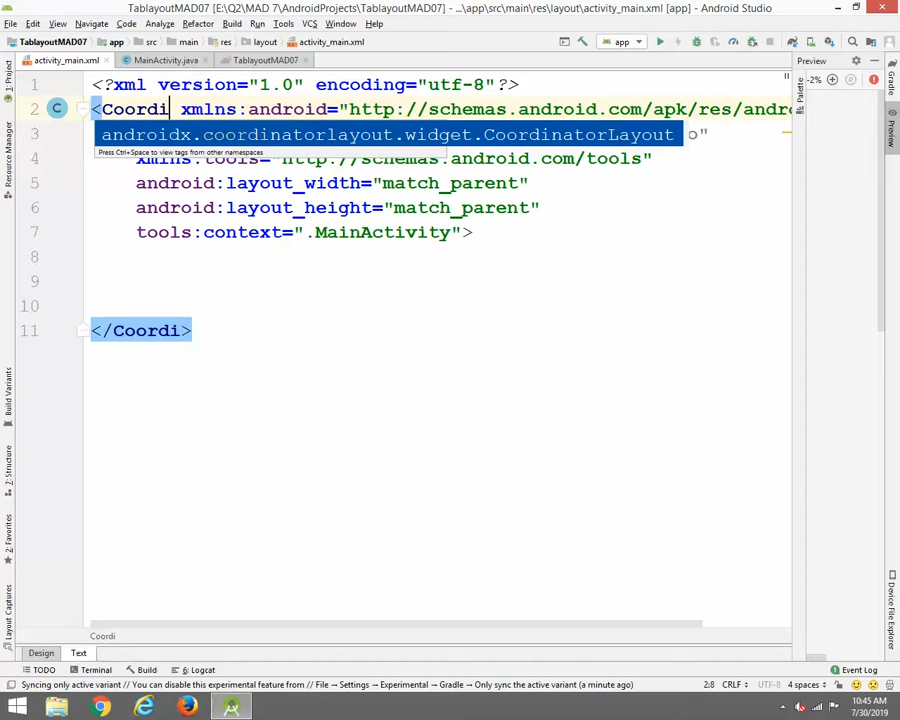 TablayoutMAD07 [E:\Q2\MAD 7\AndroidProjects\TablayoutMAD07] - ...\app\src\main\res\layout\activity_main.xml [app] - Android Studio
File Edit View Navigate Code Analyze Refactor Build Run Tools VCS Window Help
TablayoutMAD07 app src main res layout activity_main.xml app
activity_main.xml MainActivity.java TablayoutMAD07 Preview
1 <?xml version="1.0" encoding="utf-8"?>
2 <Coordi xmlns:android="http://schemas.android.com/apk/res/andro
androidx.coordinatorlayout.widget.CoordinatorLayout
3 o"
Press Ctrl+Space to view tags from other namespaces
4 xmlns:tools="http://schemas.android.com/tools"
5 android:layout_width="match_parent"
6 android:layout_height="match_parent"
7 tools:context=".MainActivity">
8
9
10
11 </Coordi>
1: Project
Resource Manager
Build Variants
7: Structure
2: Favorites
Layout Captures
Palette
-2%
Gradle
Preview
Device File Explorer
Coordi
Design Text
TODO Terminal Build 6: Logcat Event Log
Syncing only active variant // You can disable this experimental feature from // File → Settings → Experimental → Gradle → Only sync the active variant (a minute ago) 2:8 CRLF UTF-8 4 spaces
10:45 AM
7/30/2019